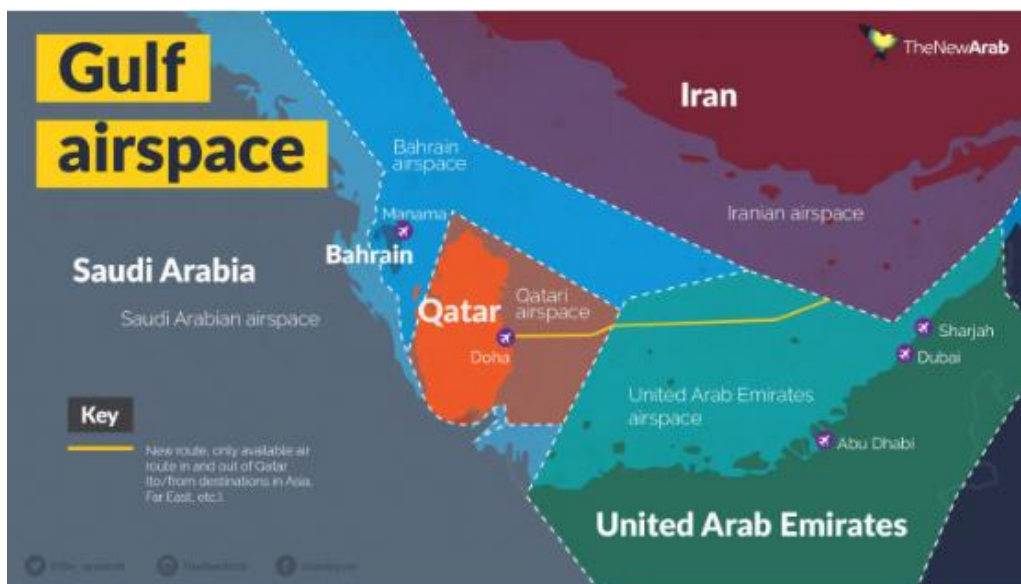 Gulf
airspace
TheNewArab
Iran
Bahrain
airspace
Iranian airspace
Manama
Bahrain
Saudi Arabia
Saudi Arabian airspace
Qatar
Qatari
airspace
Doha
Sharjah
Dubai
United Arab Emirates
airspace
Abu Dhabi
Key
New route, only available air
route in and out of Qatar
(to/from destinations in Asia,
Far East, etc.).
United Arab Emirates